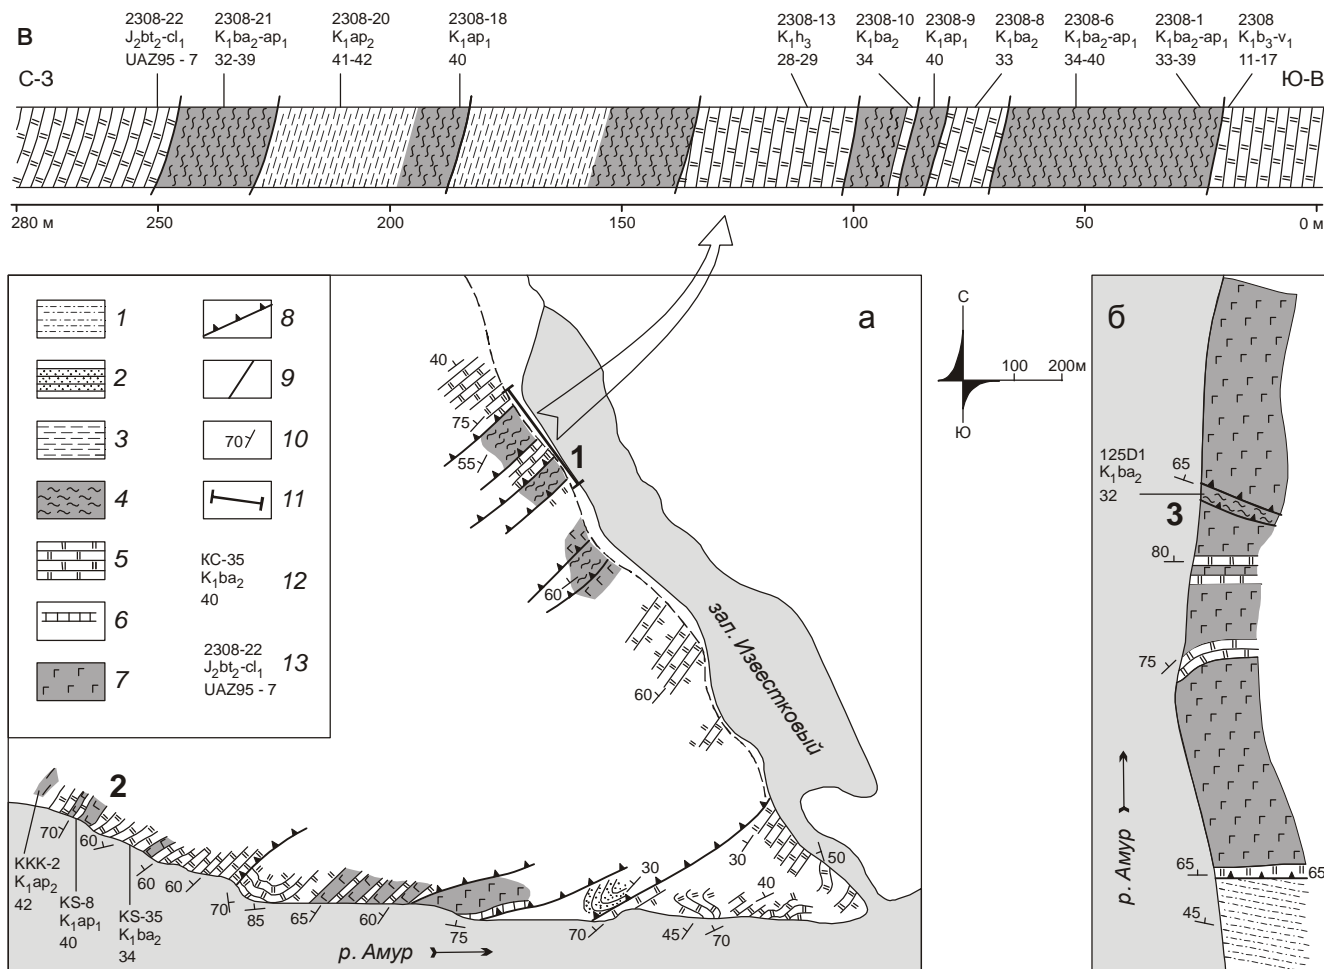 в
С-З
2308-22
J2bt2-cl1
UAZ95 - 7
2308-21
K1ba2-ap1
32-39
2308-20
K1ap2
41-42
2308-18
K1ap1
40
2308-13
K1h3
28-29
2308-10
K1ba2
34
2308-9
K1ap1
40
2308-8
K1ba2
33
2308-6
K1ba2-ap1
34-40
2308-1
K1ba2-ap1
33-39
2308
K1b3-v1
11-17
Ю-В
280 м
250
200
150
100
50
0 м
1
2
3
4
5
6
7
8
9
70
10
11
КС-35
K1ba2
40
12
2308-22
J2bt2-cl1
UAZ95 - 7
13
а
40
75
55
1
60
60
зал. Известковый
2
70
60
60
60
70
85
65
60
75
70
30
45
70
40
30
50
KKK-2
K1ap2
42
KS-8
K1ap1
40
KS-35
K1ba2
34
р. Амур
С
Ю
100
200м
б
125D1
K1ba2
32
65
3
80
75
65
65
45
р. Амур